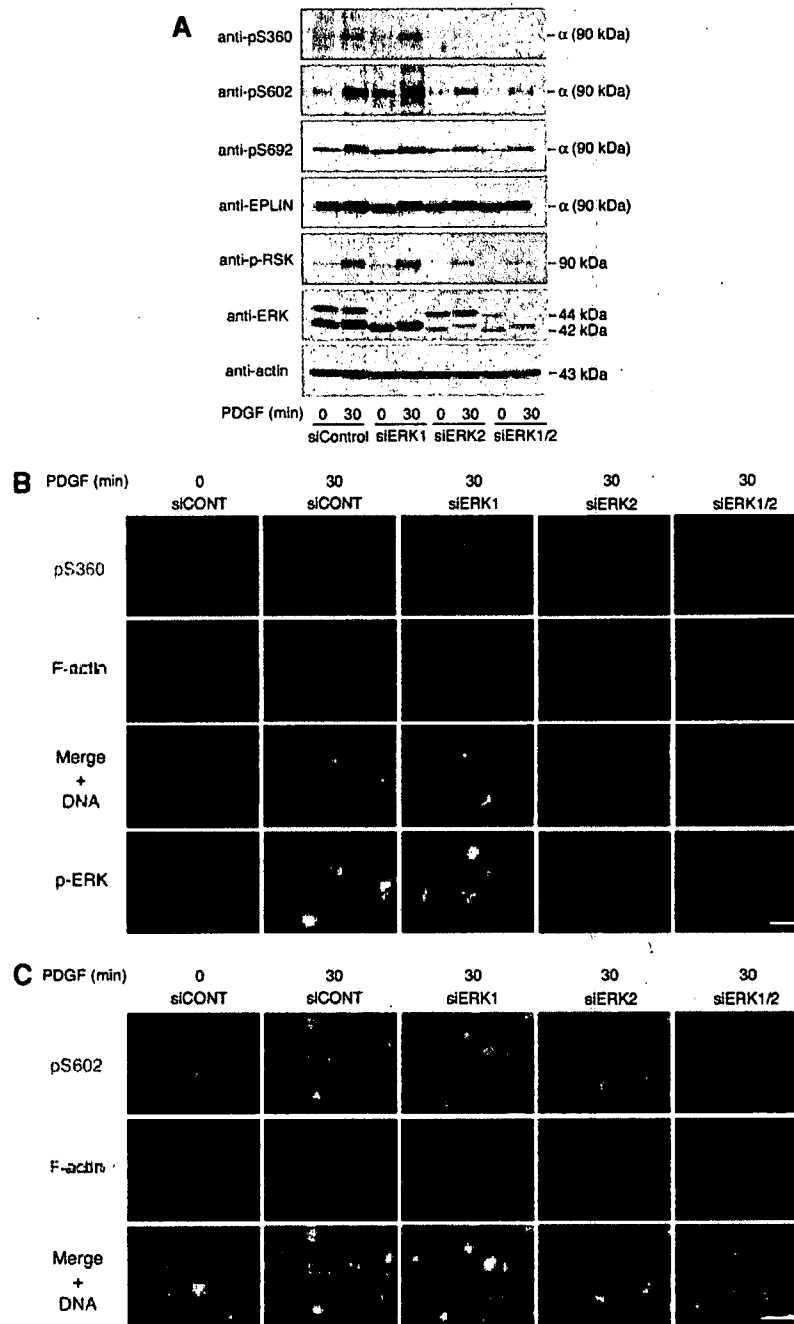 A
anti-pS360 α (90 kDa)
anti-pS602 α (90 kDa)
anti-pS692 α (90 kDa)
anti-EPLIN α (90 kDa)
anti-p-RSK 90 kDa
anti-ERK 44 kDa
42 kDa
anti-actin 43 kDa
PDGF (min) 0 30 0 30 0 30 0 30
siControl siERK1 siERK2 siERK1/2
B PDGF (min) 0 30 30 30 30
siCONT siCONT siERK1 siERK2 siERK1/2
pS360
F-actin
Merge
+
DNA
p-ERK
C PDGF (min) 0 30 30 30 30
siCONT siCONT siERK1 siERK2 siERK1/2
pS602
F-actin
Merge
+
DNA